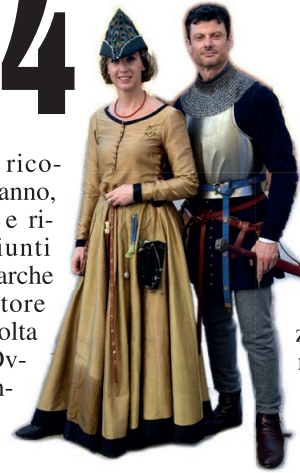 4
rico-
anno,
e ri-
iunti
arche
tore
olta
Ov-
n-